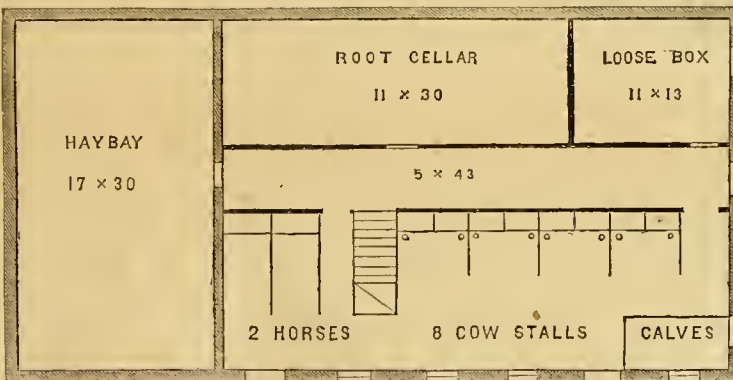 ROOT CELLAR
11 × 30
LOOSE BOX
11 × 13
HAYBAY
17 × 30
5 × 43
2 HORSES
8 COW STALLS
CALVES